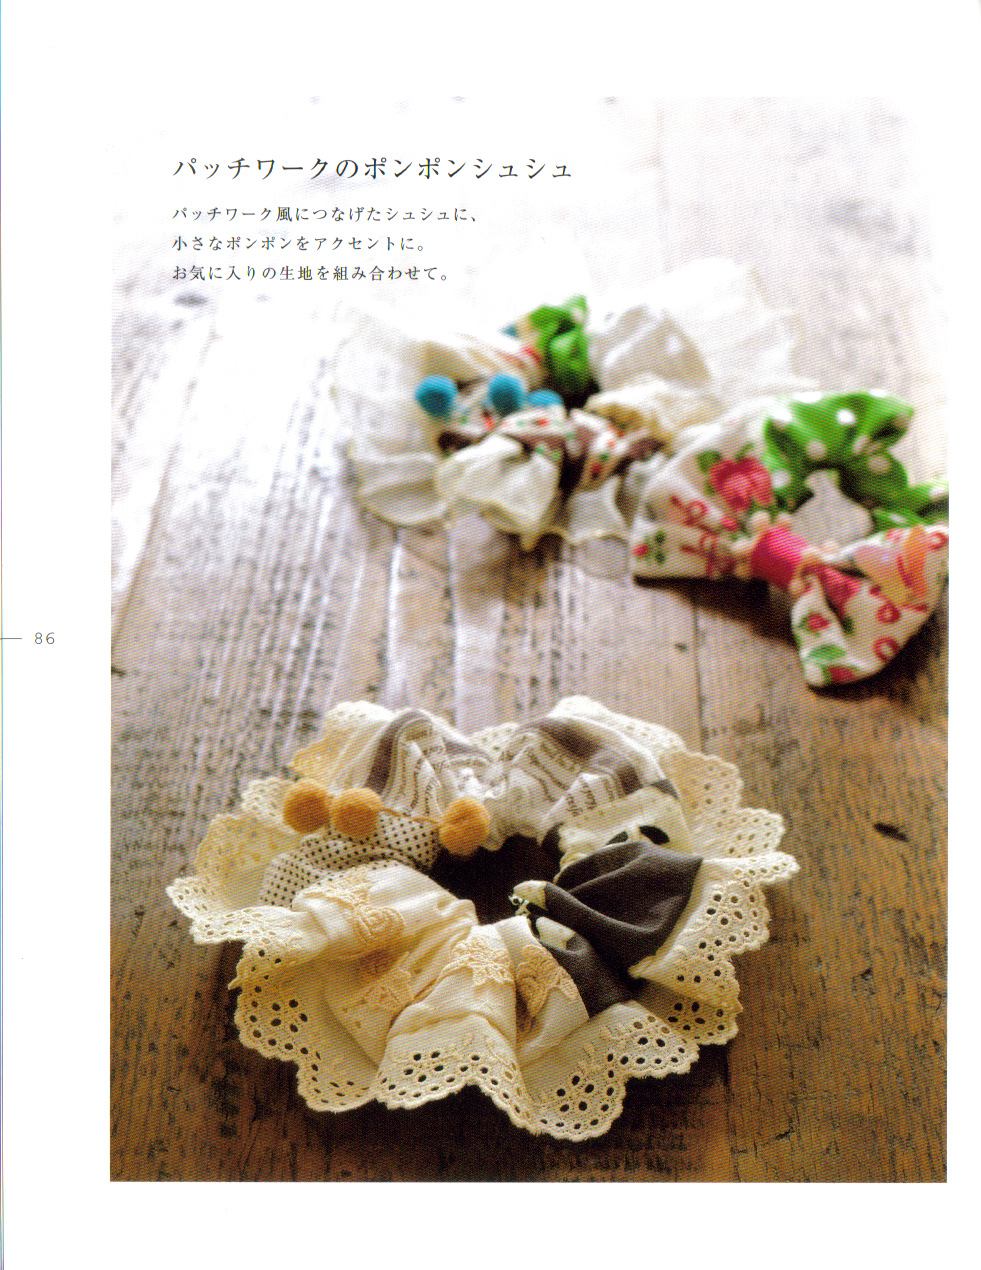 パッチワークのポンポンシュシュ
パッチワーク風につなげたシュシュに、
小さなポンポンをアクセントに。
お気に入りの生地を組み合わせて。
86